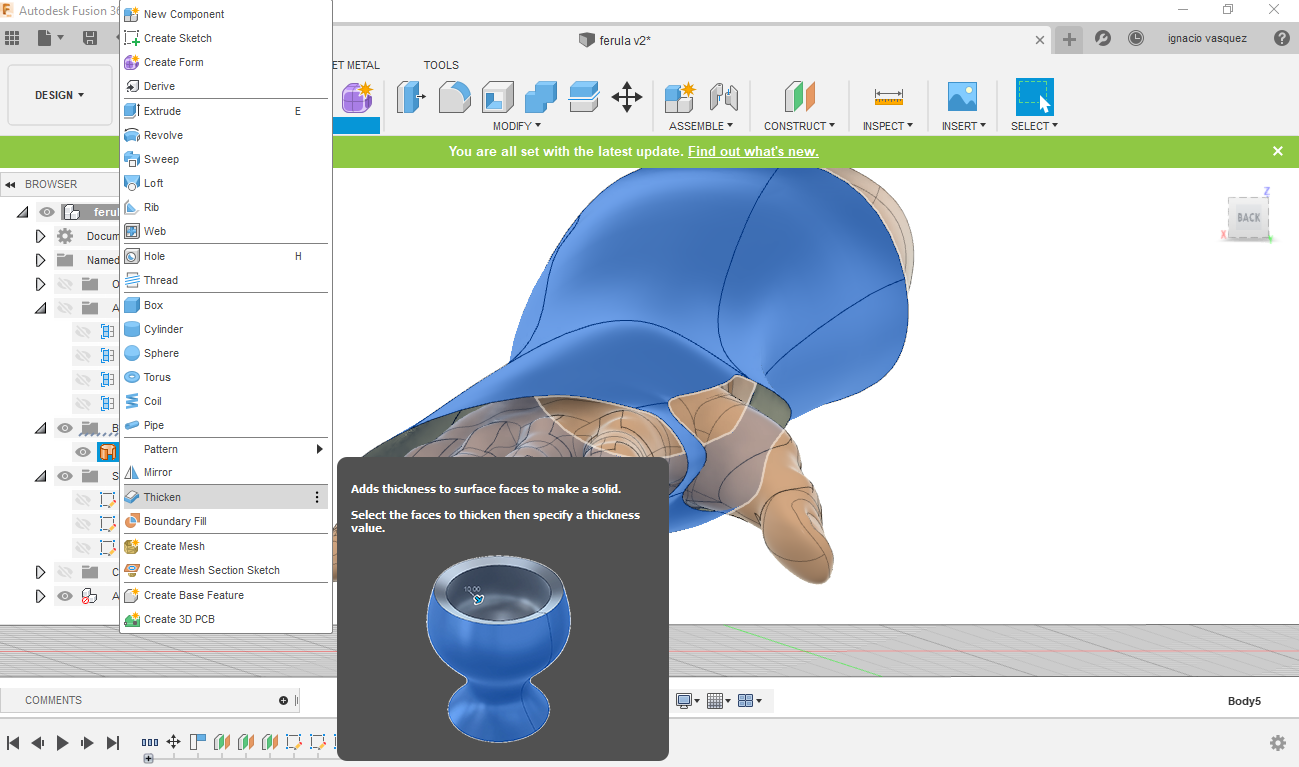 Autodesk Fusion 36
ferula v2*
ignacio vasquez
ET METAL
TOOLS
DESIGN
MODIFY
ASSEMBLE
CONSTRUCT
INSPECT
INSERT
SELECT
You are all set with the latest update. Find out what's new.
BROWSER
ferul
Docum
Named
O
A
B
S
C
A
New Component
Create Sketch
Create Form
Derive
Extrude E
Revolve
Sweep
Loft
Rib
Web
Hole H
Thread
Box
Cylinder
Sphere
Torus
Coil
Pipe
Pattern
Mirror
Thicken
Boundary Fill
Create Mesh
Create Mesh Section Sketch
Create Base Feature
Create 3D PCB
Adds thickness to surface faces to make a solid.
Select the faces to thicken then specify a thickness
value.
10.00
Z
BACK
X
COMMENTS
Body5